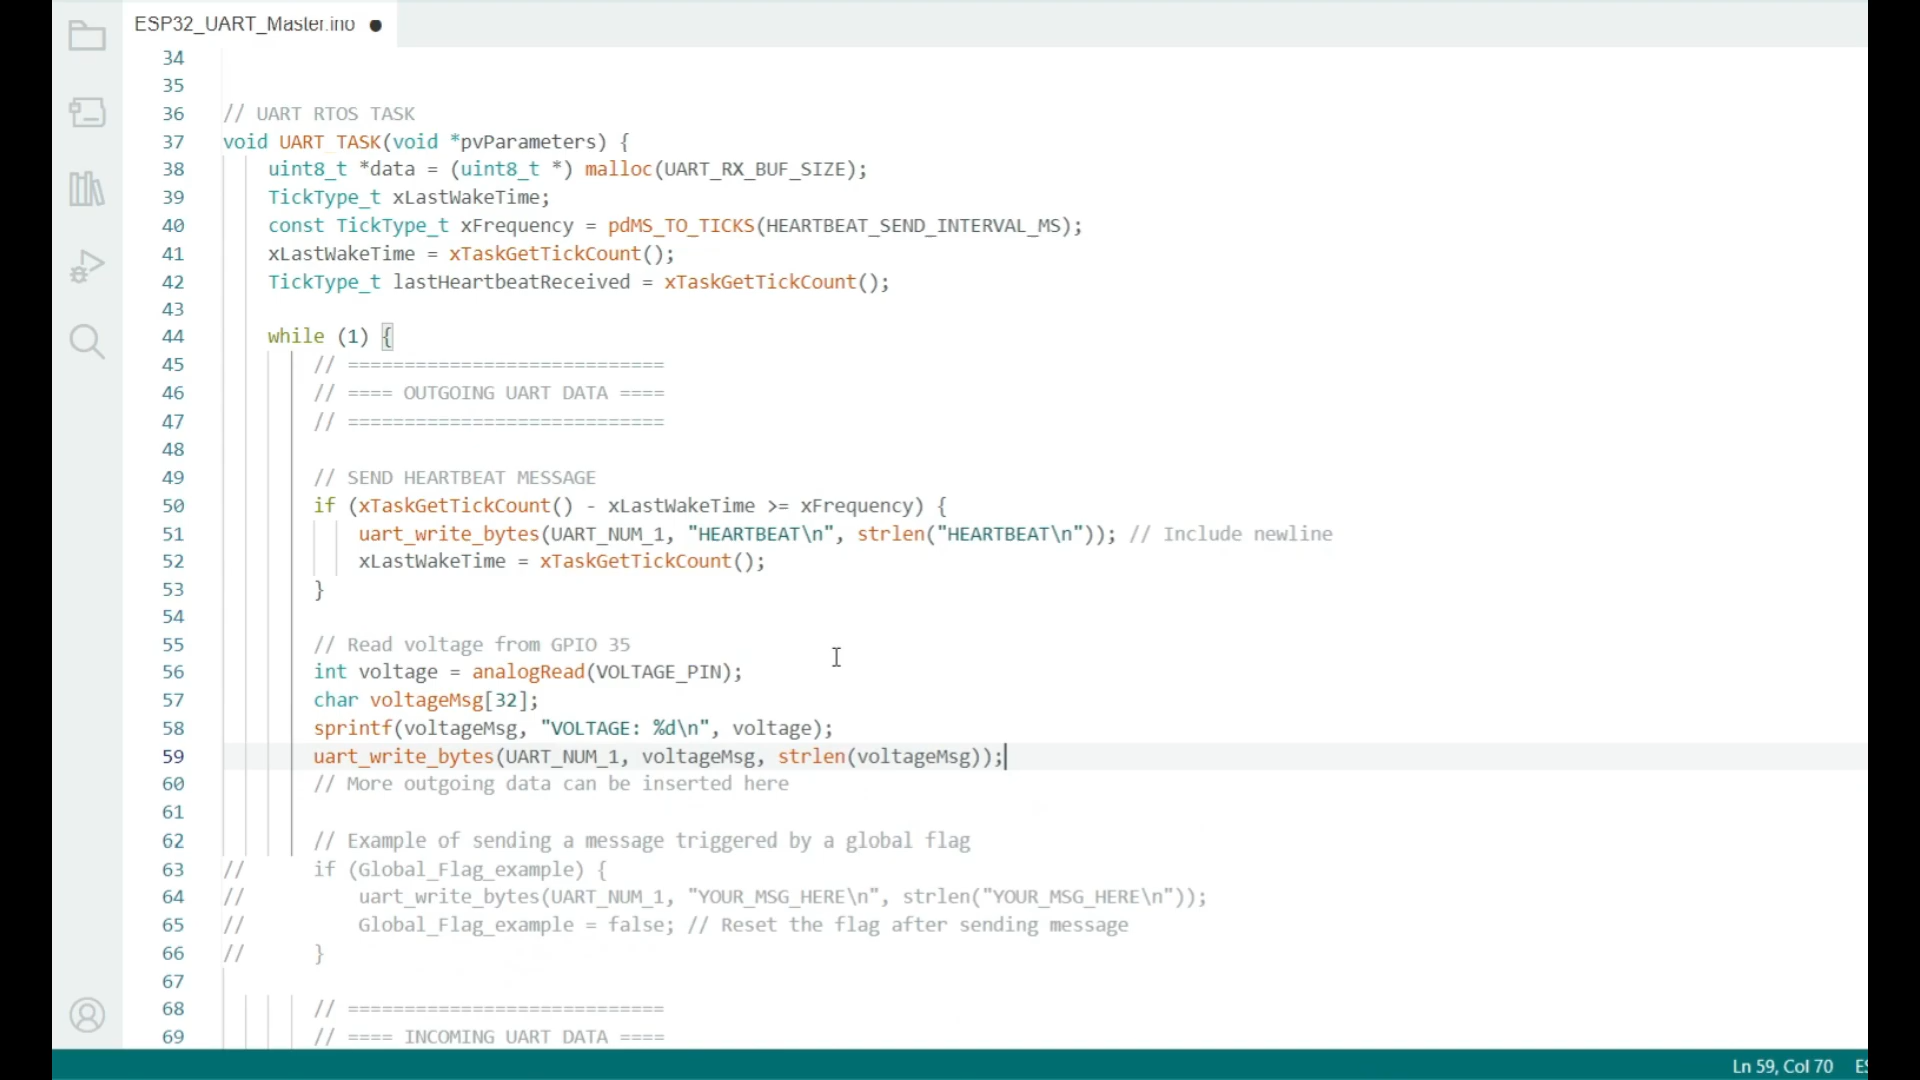 ESP32_UART_Master.ino
34
35
36 // UART RTOS TASK
37 void UART_TASK(void *pvParameters) {
38 uint8_t *data = (uint8_t *) malloc(UART_RX_BUF_SIZE);
39 TickType_t xLastWakeTime;
40 const TickType_t xFrequency = pdMS_TO_TICKS(HEARTBEAT_SEND_INTERVAL_MS);
41 xLastWakeTime = xTaskGetTickCount();
42 TickType_t lastHeartbeatReceived = xTaskGetTickCount();
43
44 while (1) {
45 // ============================
46 // ==== OUTGOING UART DATA ====
47 // ============================
48
49 // SEND HEARTBEAT MESSAGE
50 if (xTaskGetTickCount() - xLastWakeTime >= xFrequency) {
51 uart_write_bytes(UART_NUM_1, "HEARTBEAT\n", strlen("HEARTBEAT\n")); // Include newline
52 xLastWakeTime = xTaskGetTickCount();
53 }
54
55 // Read voltage from GPIO 35
56 int voltage = analogRead(VOLTAGE_PIN);
57 char voltageMsg[32];
58 sprintf(voltageMsg, "VOLTAGE: %d\n", voltage);
59 uart_write_bytes(UART_NUM_1, voltageMsg, strlen(voltageMsg));
60 // More outgoing data can be inserted here
61
62 // Example of sending a message triggered by a global flag
63 // if (Global_Flag_example) {
64 // uart_write_bytes(UART_NUM_1, "YOUR_MSG_HERE\n", strlen("YOUR_MSG_HERE\n"));
65 // Global_Flag_example = false; // Reset the flag after sending message
66 // }
67
68 // ============================
69 // ==== INCOMING UART DATA ====
Ln 59, Col 70